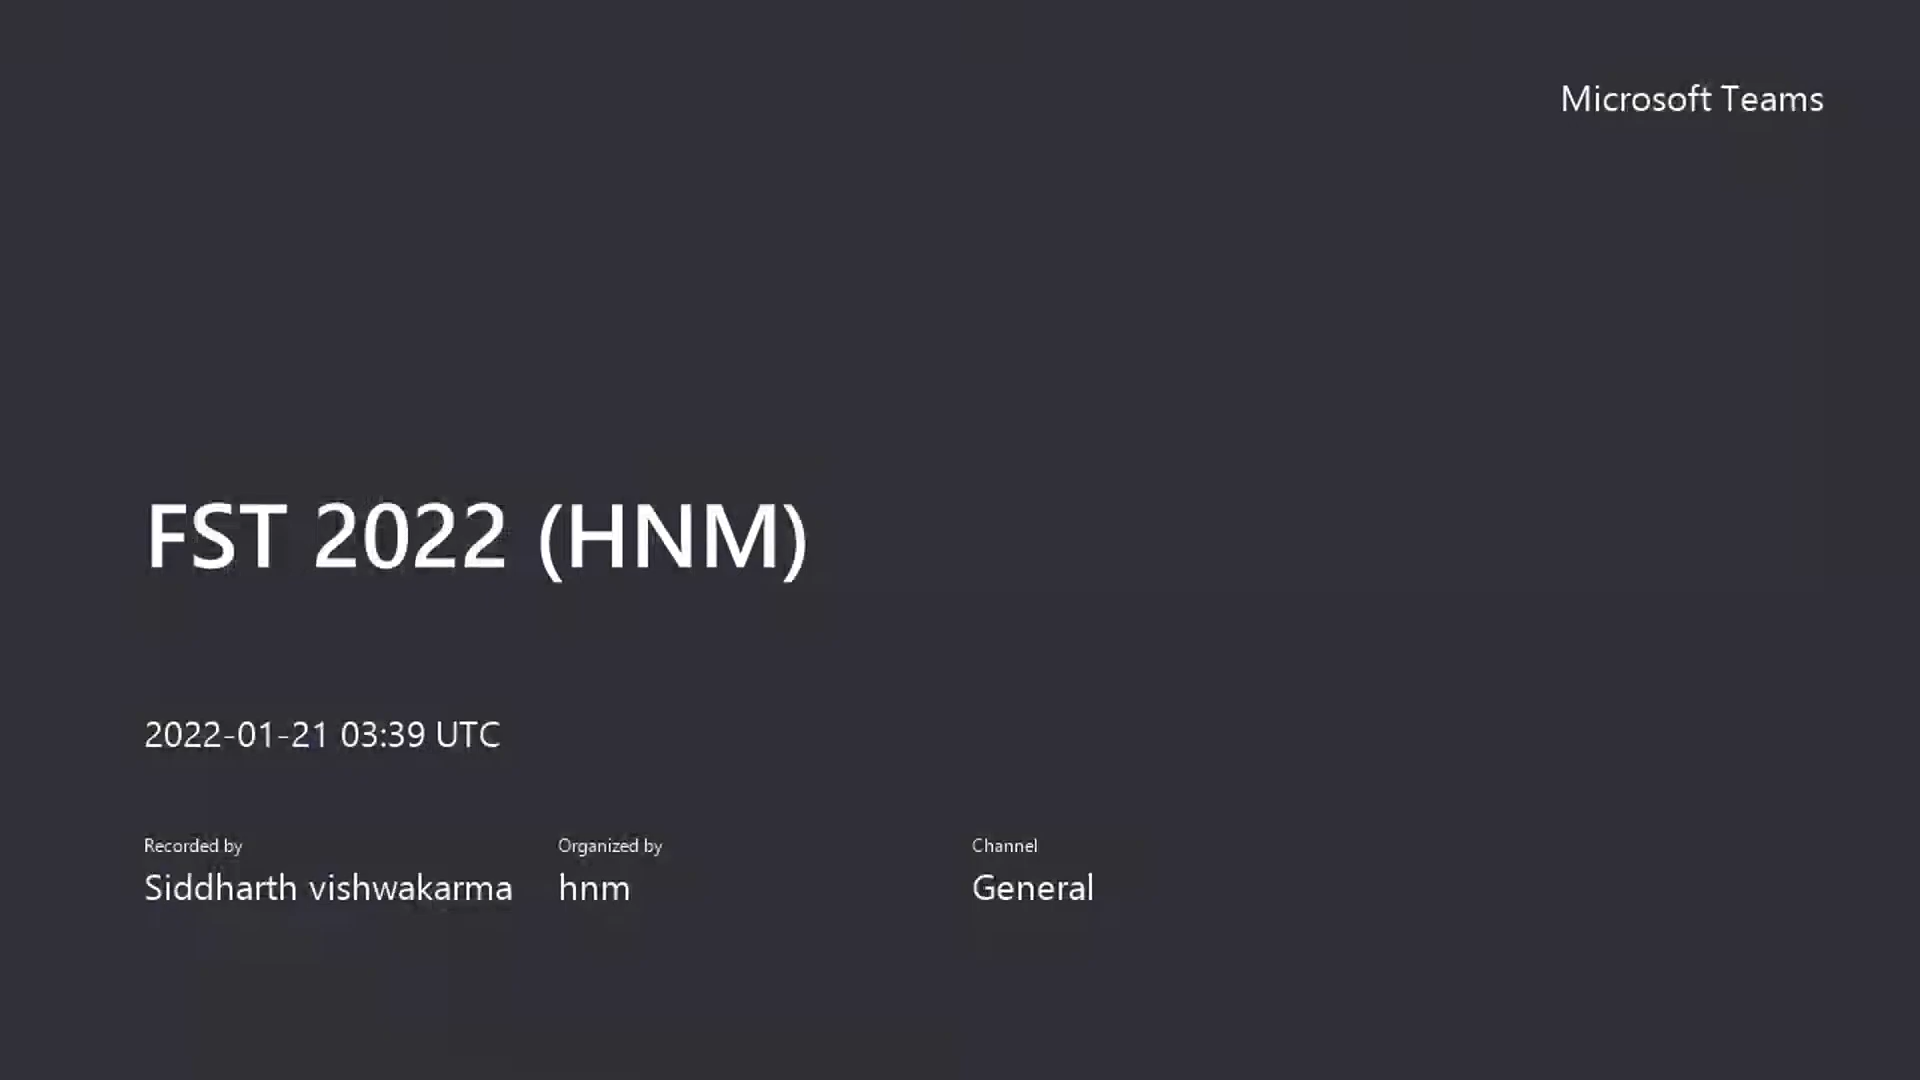 Microsoft Teams
FST 2022 (HNM)
2022-01-21 03:39 UTC
Recorded by
Siddharth vishwakarma
Organized by
hnm
Channel
General